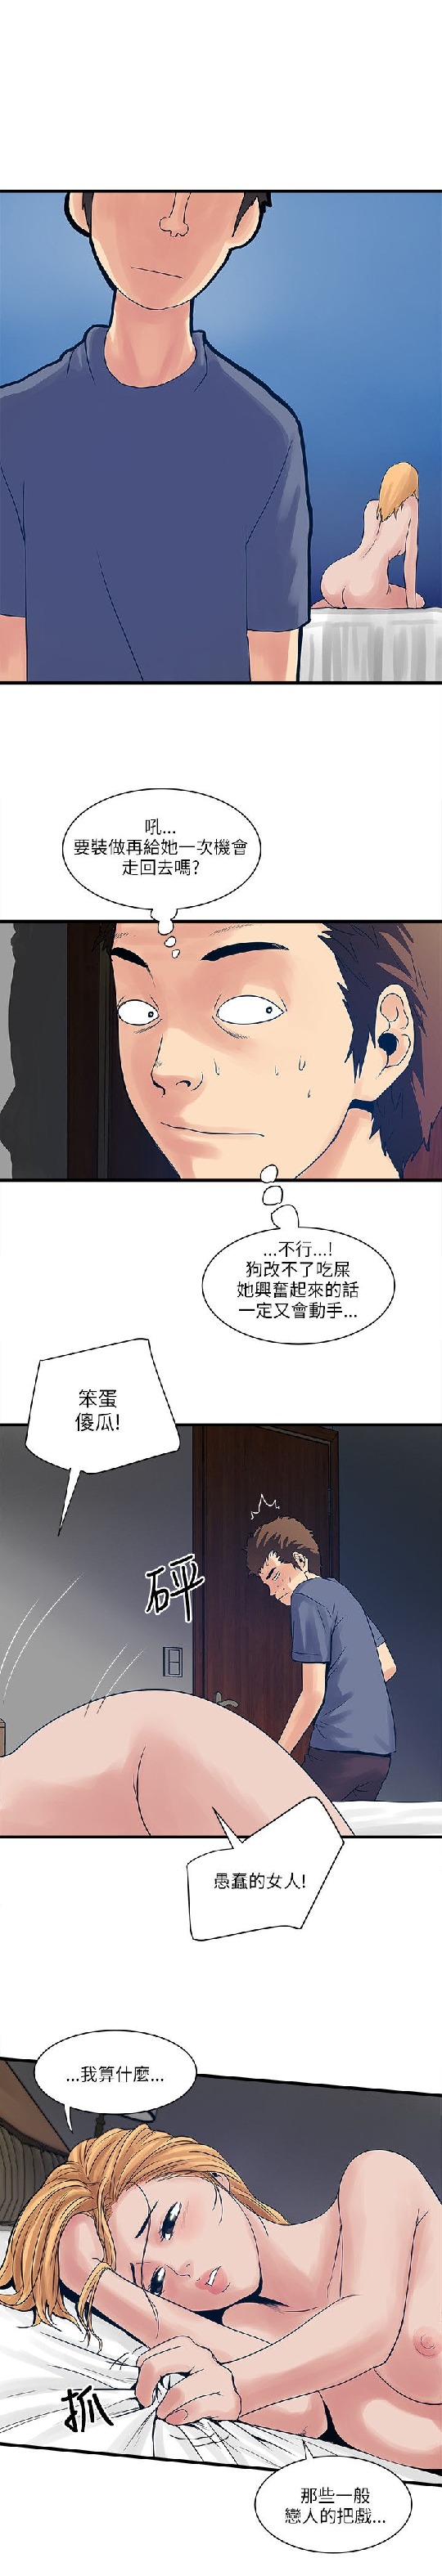 吼...
要裝做再給她一次機會
走回去嗎?
...不行...!
狗改不了吃屎
她興奮起來的話
一定又會動手...
笨蛋
傻瓜!
砰
愚蠢的女人!
...我算什麼...
抓
那些一般
戀人的把戲...